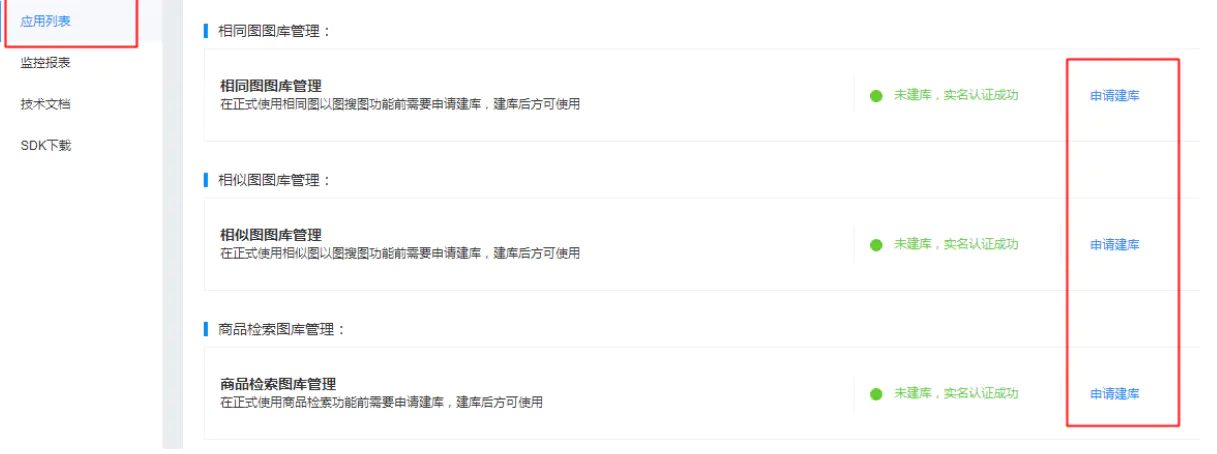 应用列表
监控报表
技术文档
SDK下载
相同图图库管理：
相同图图库管理
在正式使用相同图以图搜图功能前需要申请建库，建库后方可使用
未建库，实名认证成功
申请建库
相似图图库管理：
相似图图库管理
在正式使用相似图以图搜图功能前需要申请建库，建库后方可使用
未建库，实名认证成功
申请建库
商品检索图库管理：
商品检索图库管理
在正式使用商品检索功能前需要申请建库，建库后方可使用
未建库，实名认证成功
申请建库